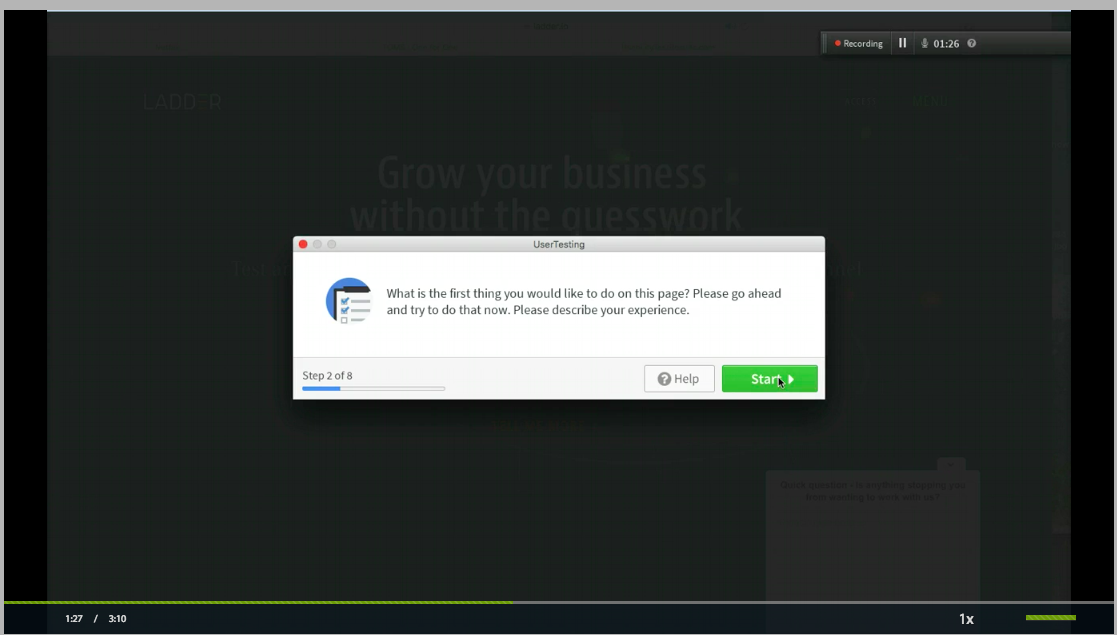 Recording
01:26
LADDER
Grow your business
without the guesswork
UserTesting
What is the first thing you would like to do on this page? Please go ahead
and try to do that now. Please describe your experience.
Step 2 of 8
Help
Start
Quick question - is anything stopping you
from wanting to work with us?
1:27 / 3:10
1x